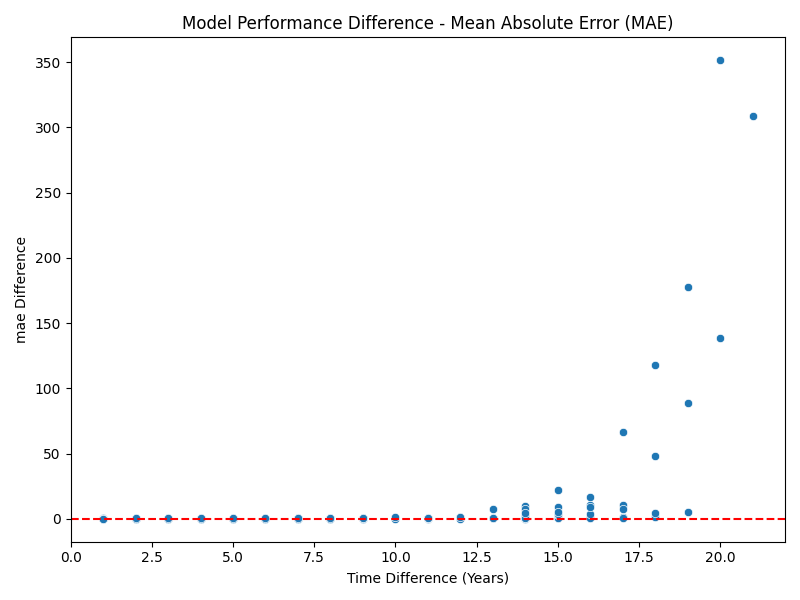 Model Performance Difference - Mean Absolute Error (MAE)
350
300
250
200
150
100
50
0
mae Difference
0.0 2.5 5.0 7.5 10.0 12.5 15.0 17.5 20.0
Time Difference (Years)